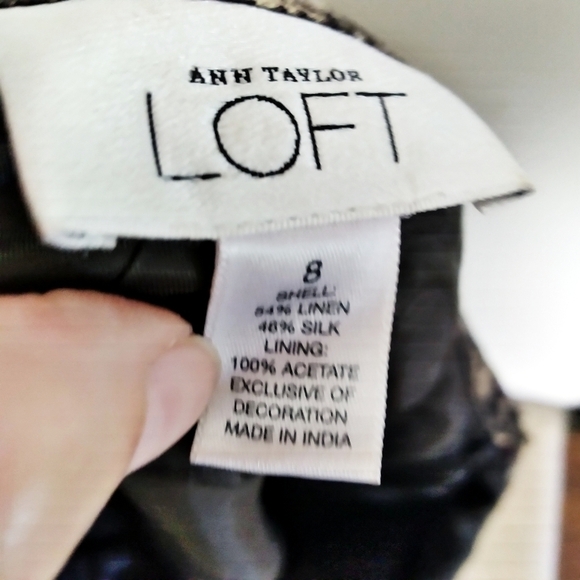 ANN TAYLOR
LOFT
8
SHELL:
54% LINEN
46% SILK
LINING:
100% ACETATE
EXCLUSIVE OF
DECORATION
MADE IN INDIA